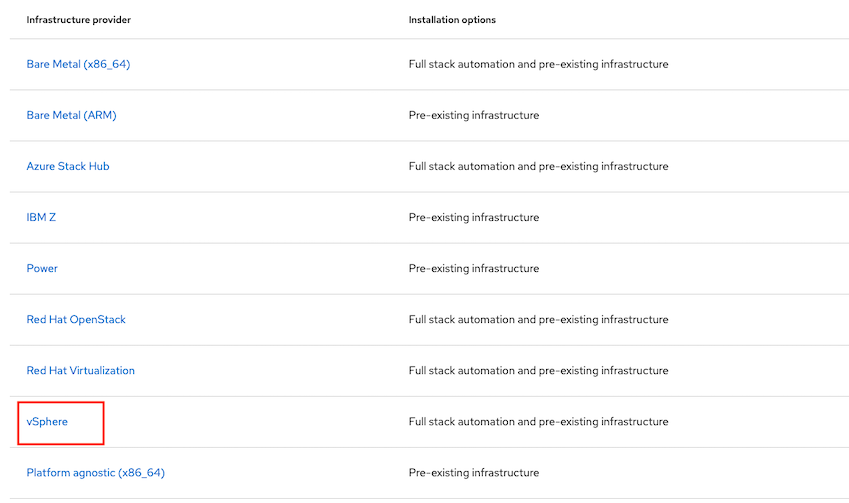 Infrastructure provider Installation options
Bare Metal (x86_64) Full stack automation and pre-existing infrastructure
Bare Metal (ARM) Pre-existing infrastructure
Azure Stack Hub Full stack automation and pre-existing infrastructure
IBM Z Pre-existing infrastructure
Power Pre-existing infrastructure
Red Hat OpenStack Full stack automation and pre-existing infrastructure
Red Hat Virtualization Full stack automation and pre-existing infrastructure
vSphere Full stack automation and pre-existing infrastructure
Platform agnostic (x86_64) Pre-existing infrastructure